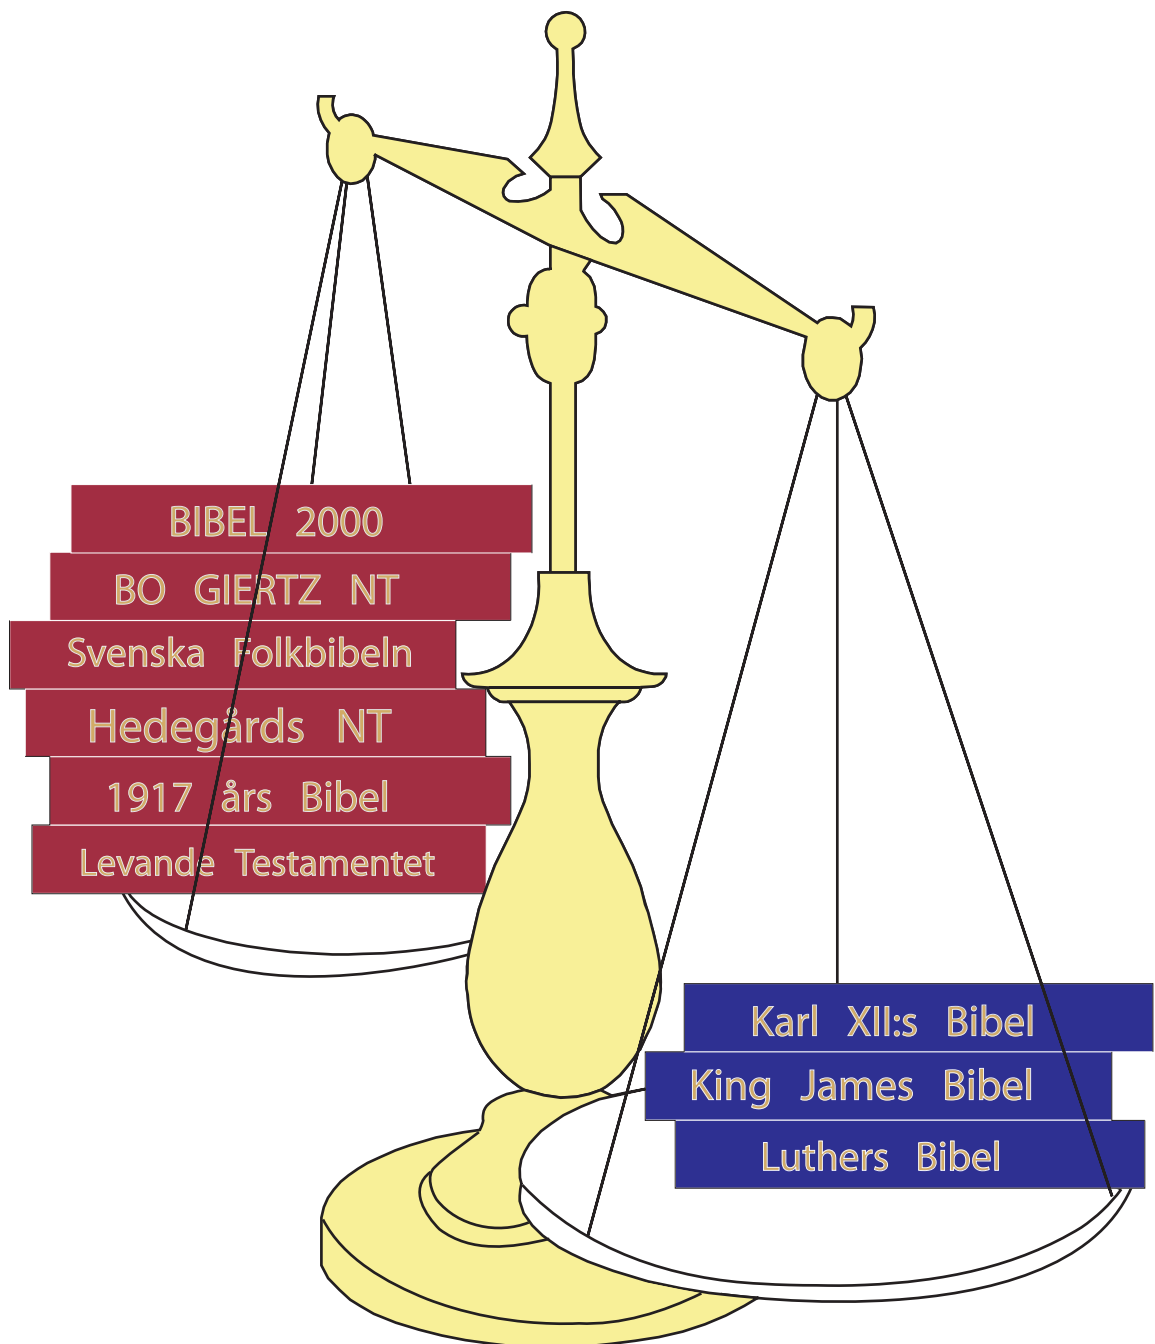 BIBEL 2000
BO GIERTZ NT
Svenska Folkbibeln
Hedegårds NT
1917 års Bibel
Levande Testamentet
Karl XII:s Bibel
King James Bibel
Luthers Bibel